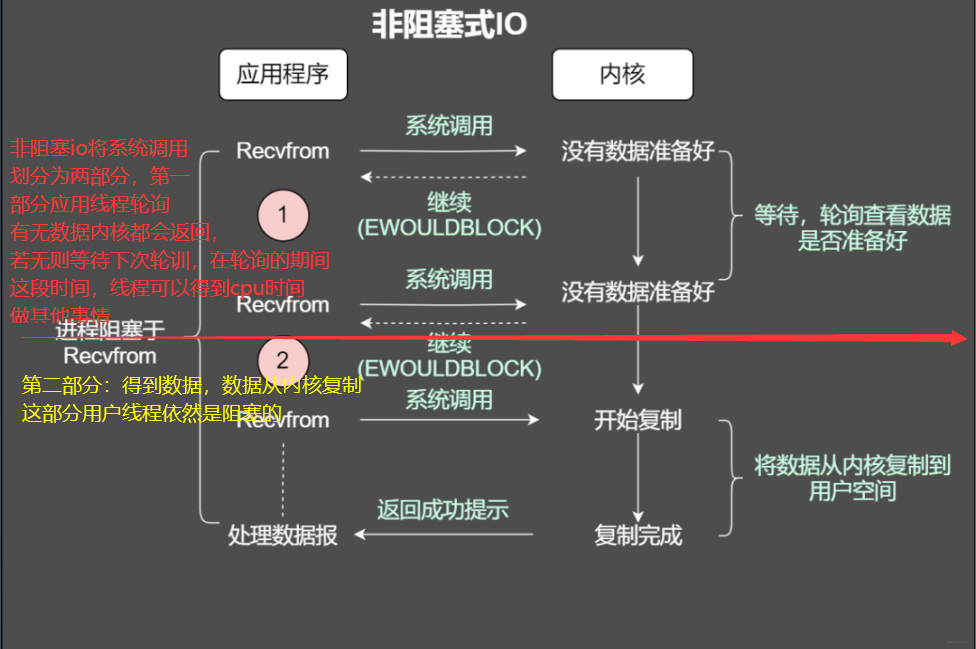 非阻塞式IO
应用程序
内核
系统调用
Recvfrom
没有数据准备好
非阻塞io将系统调用
划分为两部分，第一
部分应用线程轮询
有无数据内核都会返回，
若无则等待下次轮训，在轮询的期间
这段时间，线程可以得到cpu时间
做其他事情
1
继续
(EWOULDBLOCK)
等待，轮询查看数据
是否准备好
系统调用
Recvfrom
没有数据准备好
进程阻塞于
Recvfrom
2
继续
(EWOULDBLOCK)
第二部分：得到数据，数据从内核复制
这部分用户线程依然是阻塞的
系统调用
Recvfrom
开始复制
将数据从内核复制到
用户空间
返回成功提示
处理数据报
复制完成